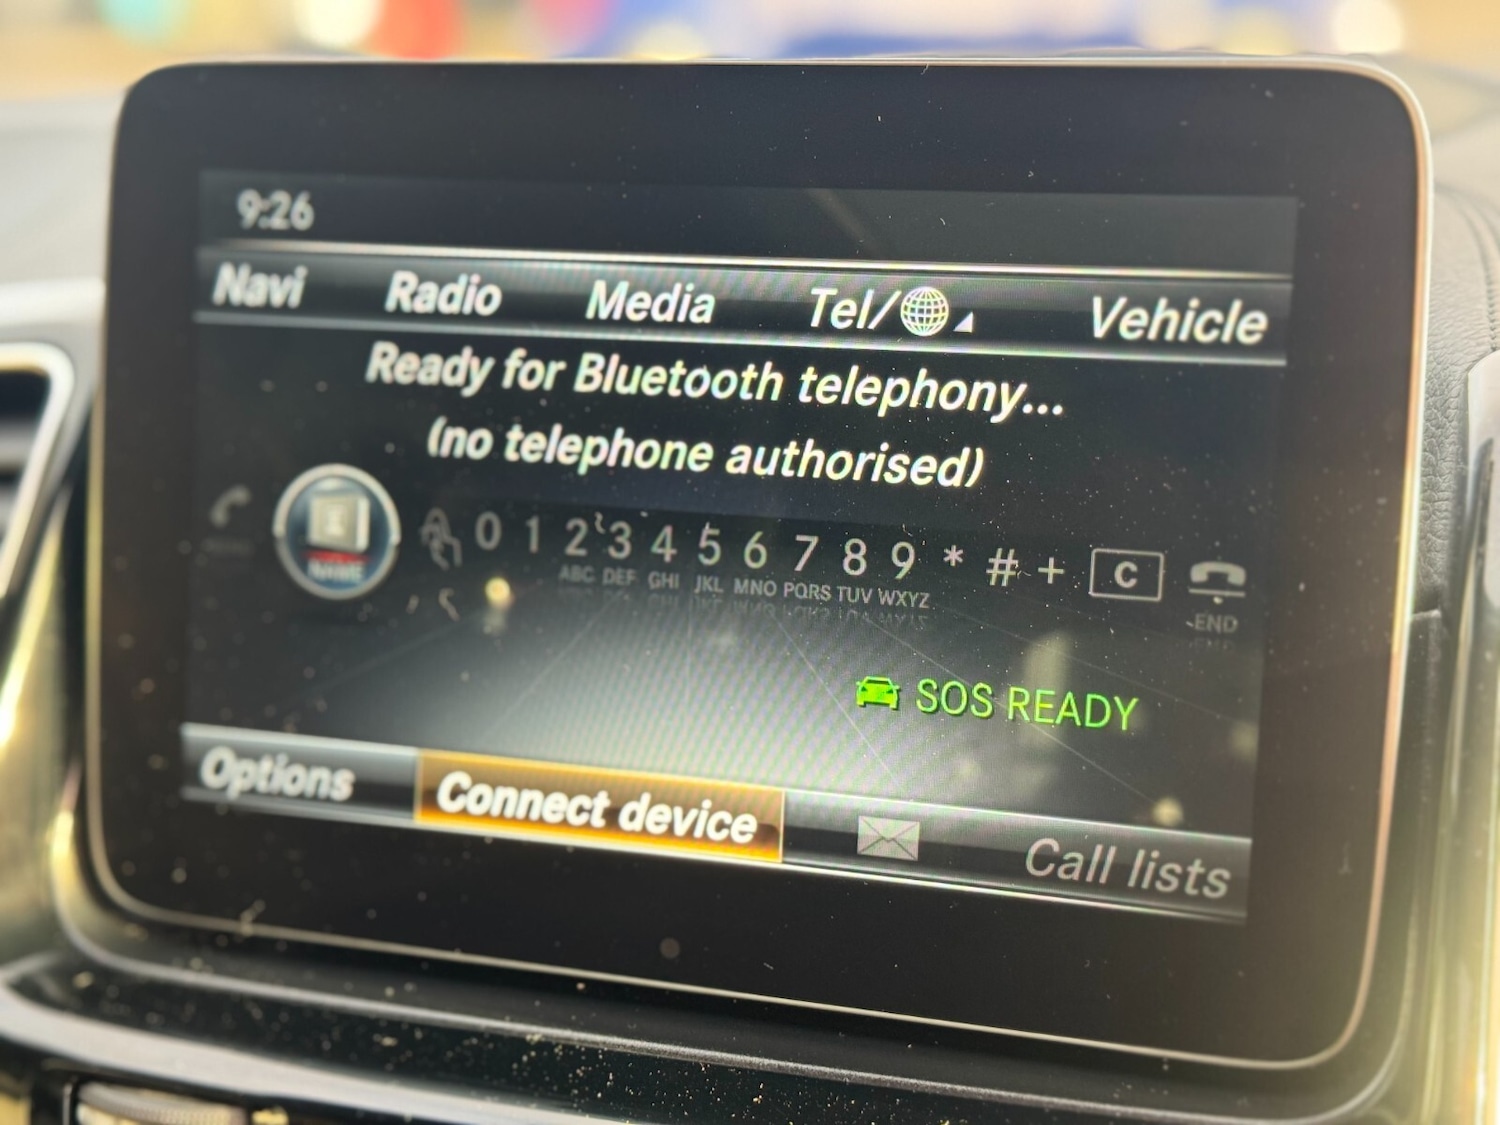 9:26
Navi Radio Media Tel/ Vehicle
Ready for Bluetooth telephony...
(no telephone authorised)
NAME 0 1 2 3 4 5 6 7 8 9 * # + C
ABC DEF GHI JKL MNO PQRS TUV WXYZ
END
SOS READY
Options Connect device Call lists